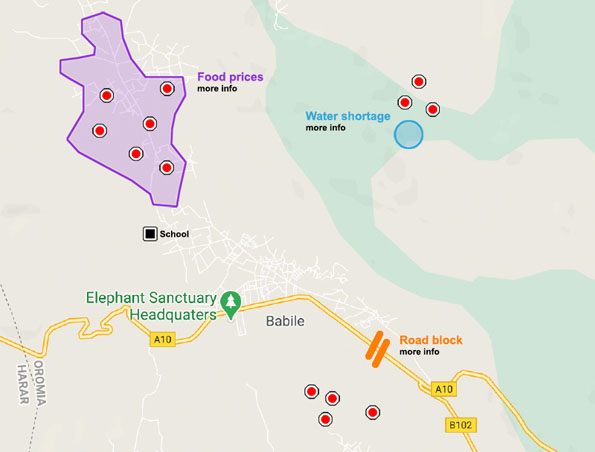 Food prices
more info
Water shortage
more info
School
Elephant Sanctuary
Headquaters
Babile
A10
Road block
more info
A10
B102
OROMIA
HARAR